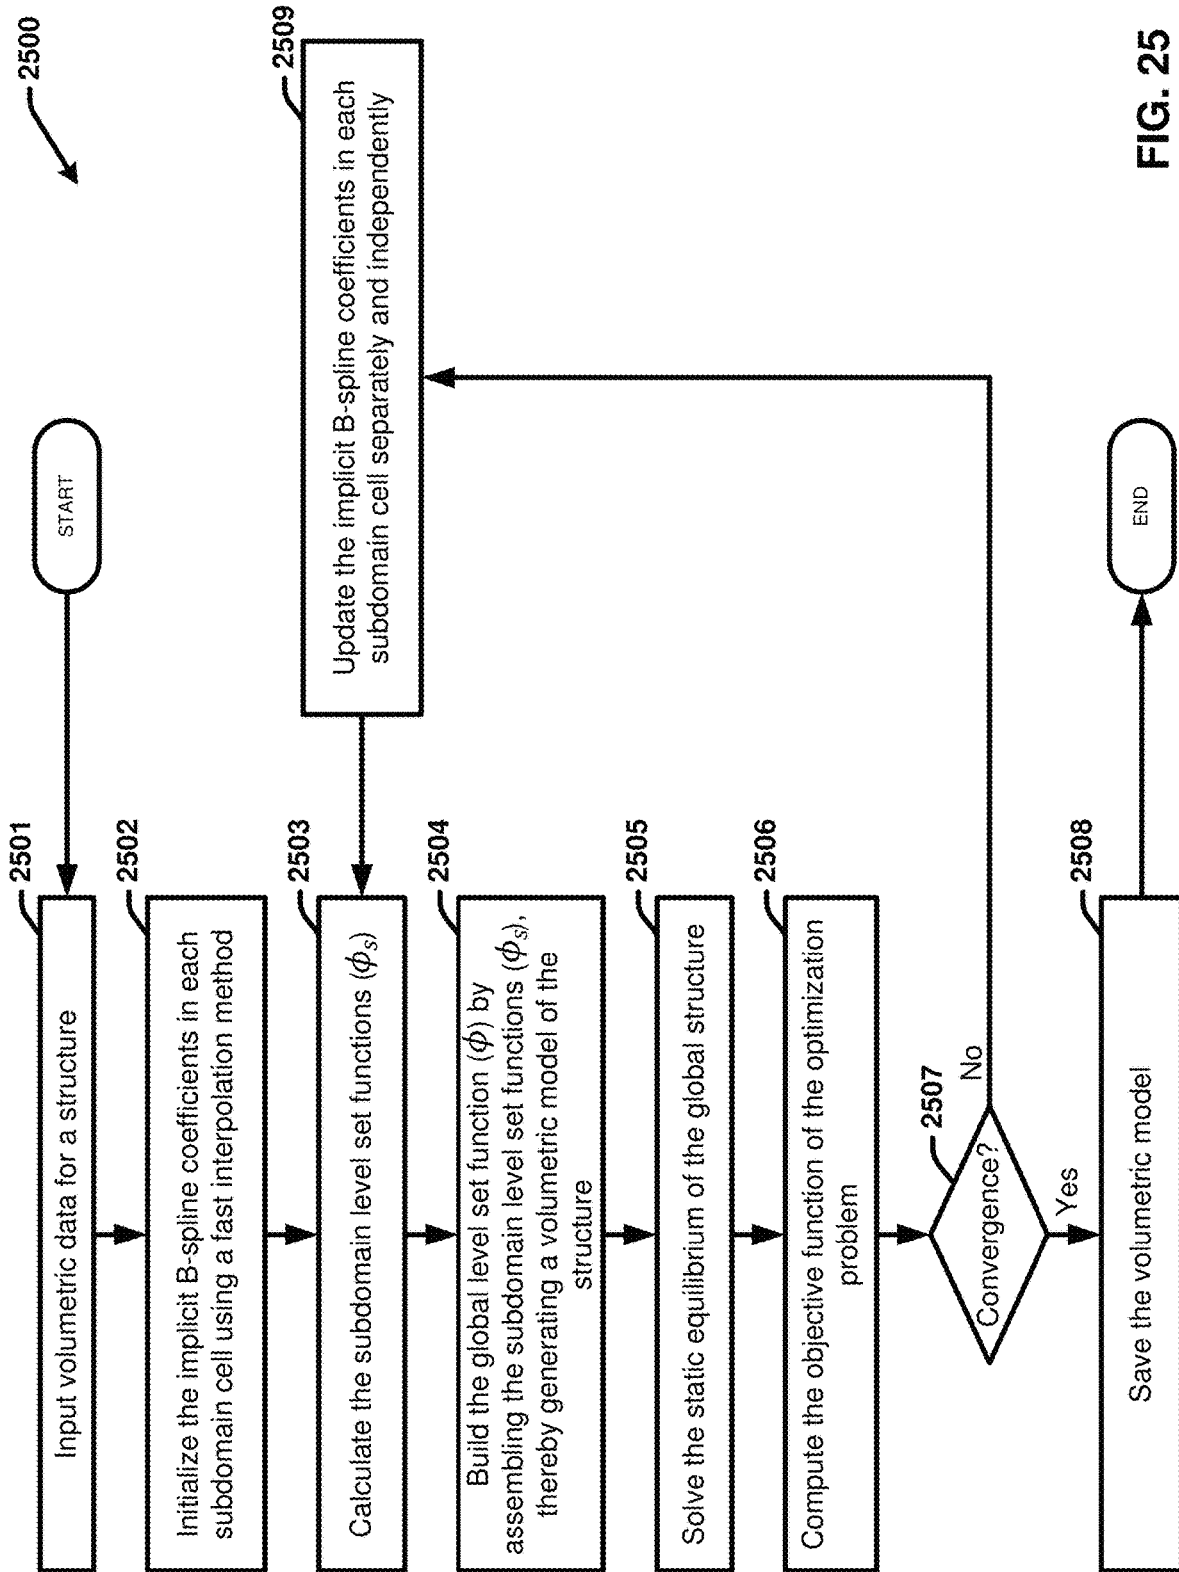 2500
START
2501
Input volumetric data for a structure
2502
Initialize the implicit B-spline coefficients in each
subdomain cell using a fast interpolation method
2503
Calculate the subdomain level set functions (ϕs)
2509
Update the implicit B-spline coefficients in each
subdomain cell separately and independently
2504
Build the global level set function (ϕ) by
assembling the subdomain level set functions (ϕs),
thereby generating a volumetric model of the
structure
2505
Solve the static equilibrium of the global structure
2506
Compute the objective function of the optimization
problem
2507
Convergence?
No
Yes
2508
Save the volumetric model
END
FIG. 25